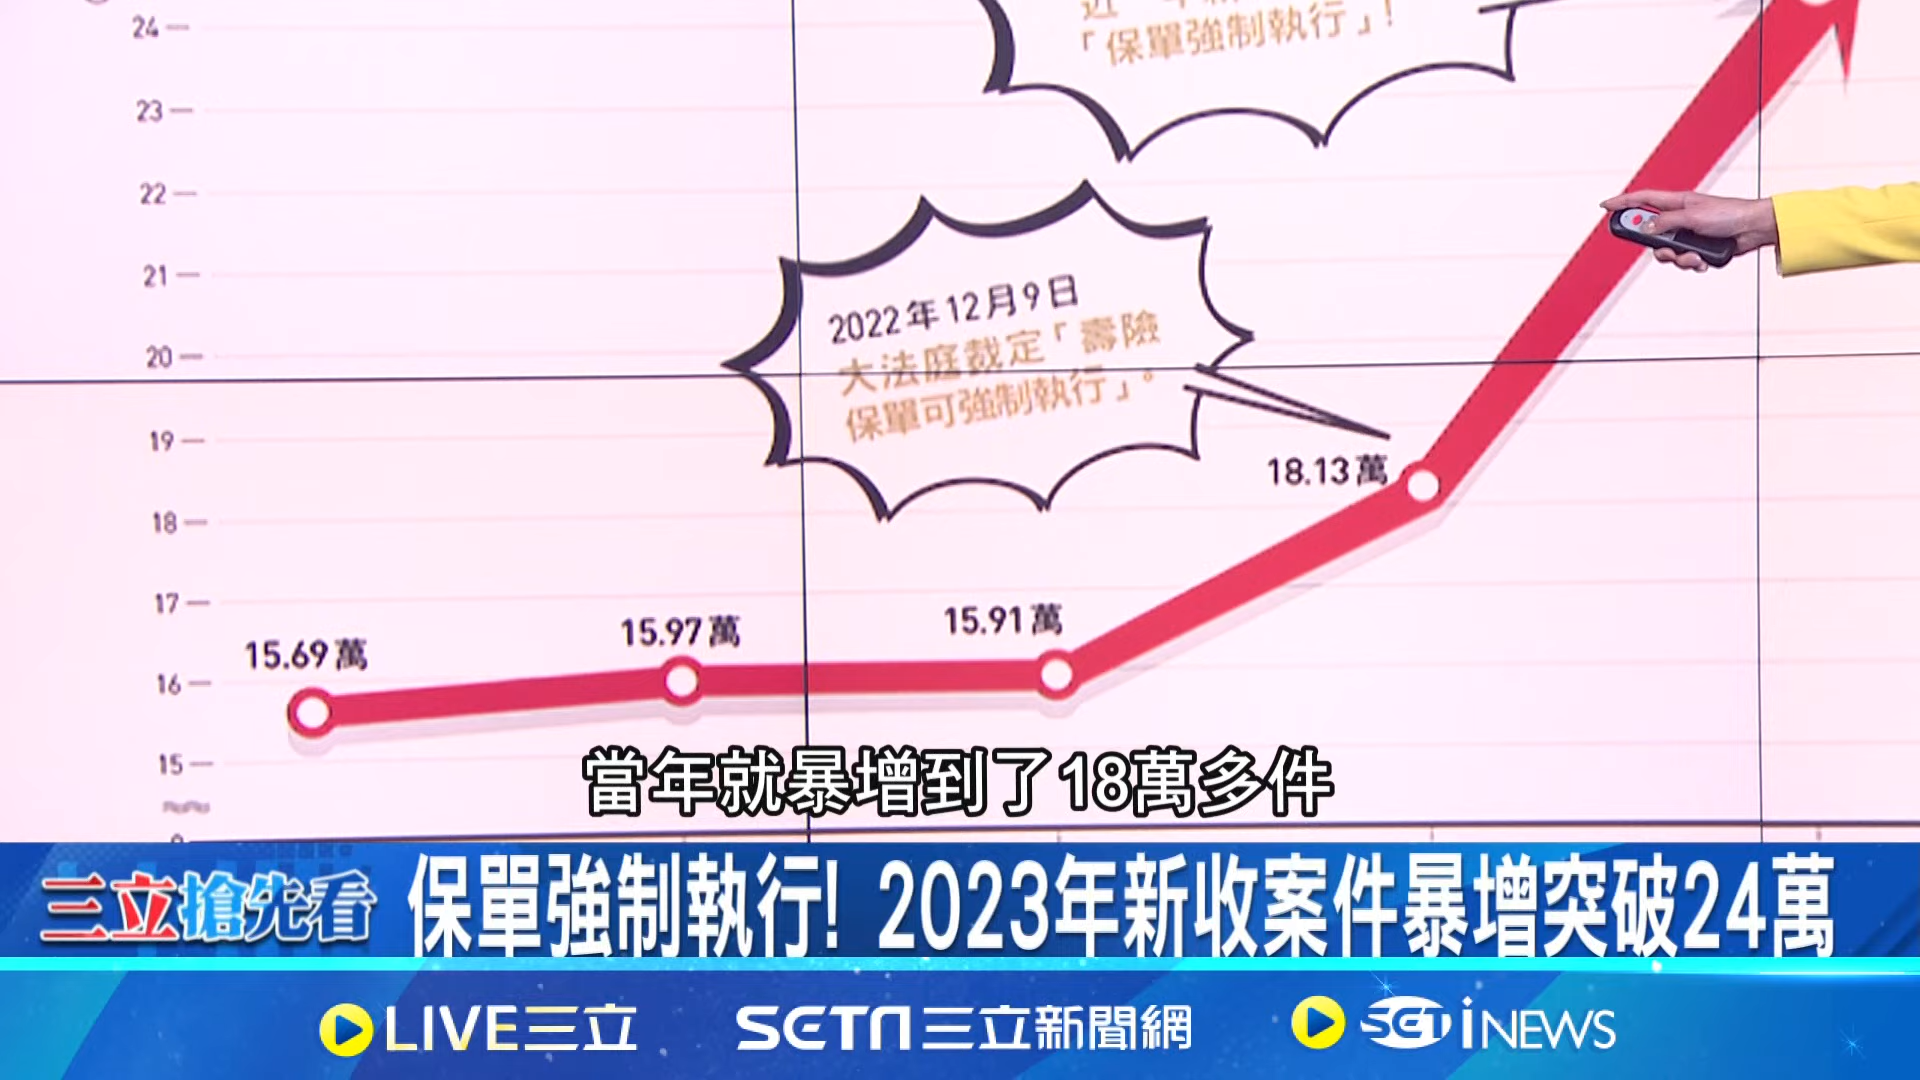 24
「保單強制執行」!
23
22
21
20
19
18
17
16
15
2022年12月9日
大法庭裁定「壽險
保單可強制執行」。
18.13萬
15.91萬
15.97萬
15.69萬
當年就暴增到了18萬多件
三立搶先看
保單強制執行! 2023年新收案件暴增突破24萬
LIVE三立
SETN三立新聞網
SET iNEWS